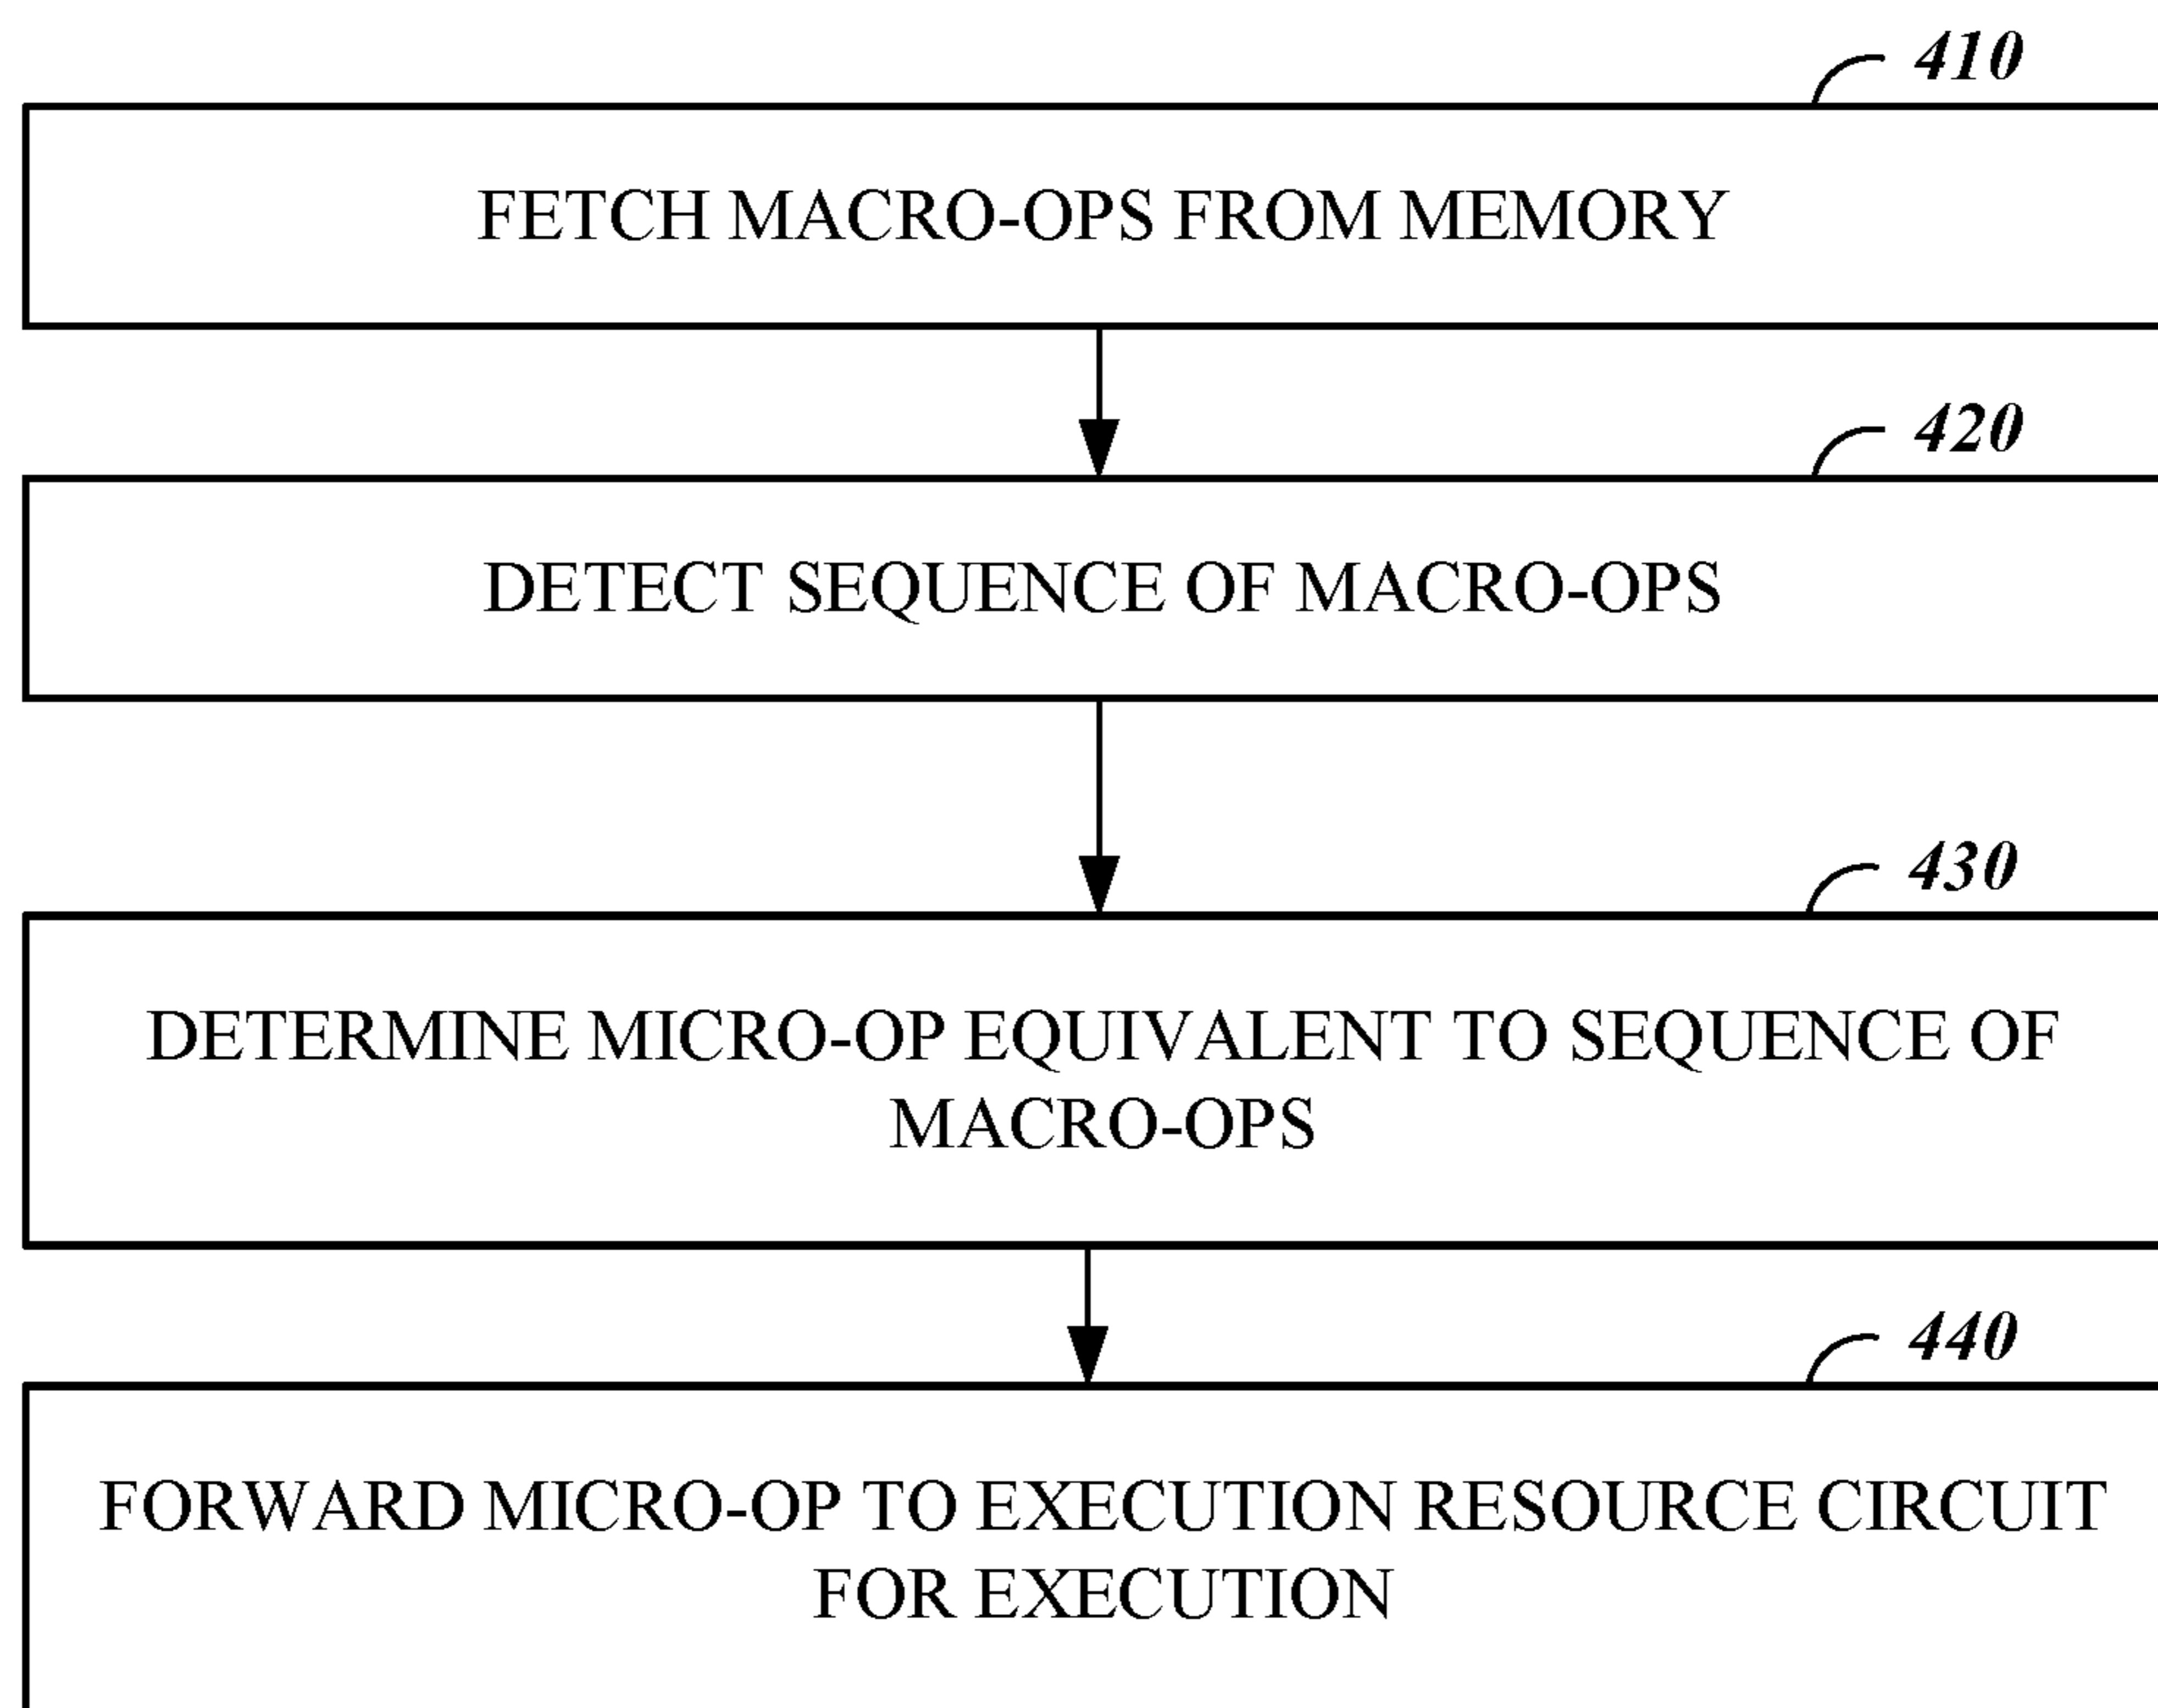 410
FETCH MACRO-OPS FROM MEMORY
420
DETECT SEQUENCE OF MACRO-OPS
430
DETERMINE MICRO-OP EQUIVALENT TO SEQUENCE OF
MACRO-OPS
440
FORWARD MICRO-OP TO EXECUTION RESOURCE CIRCUIT
FOR EXECUTION